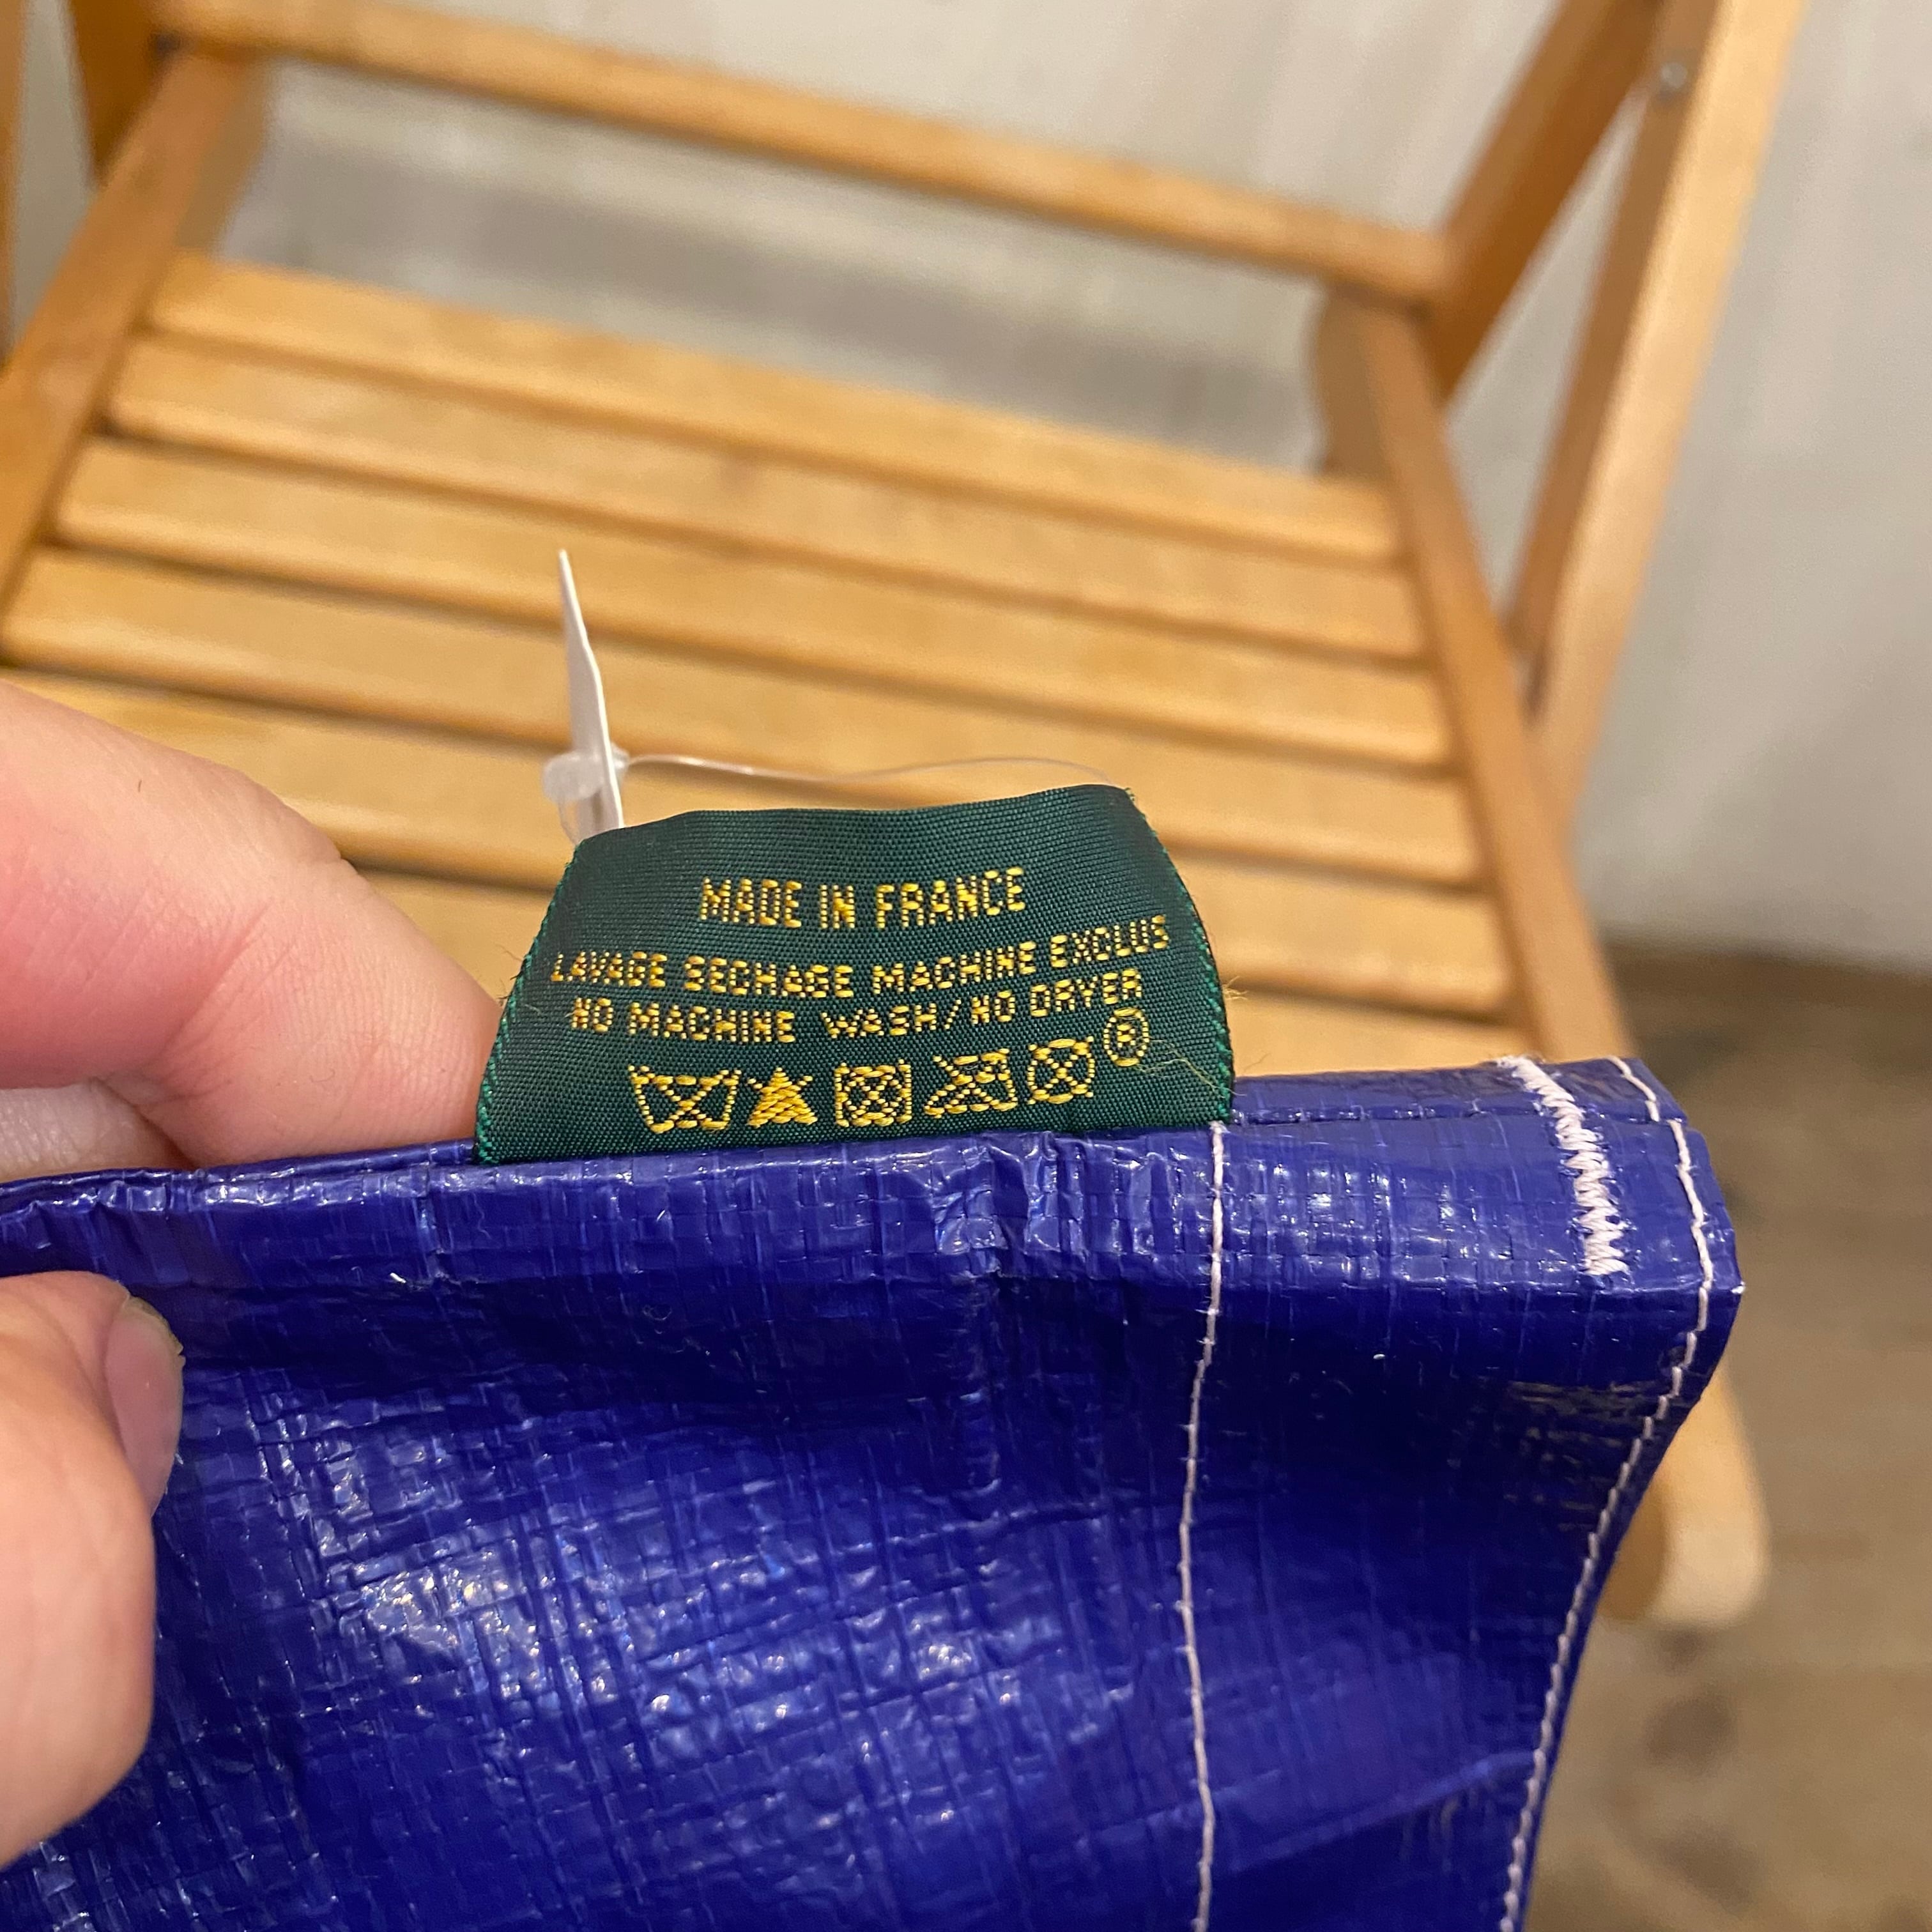 MADE IN FRANCE
LAVAGE SECHAGE MACHINE EXCLUS
NO MACHINE WASH/NO DRYER
®